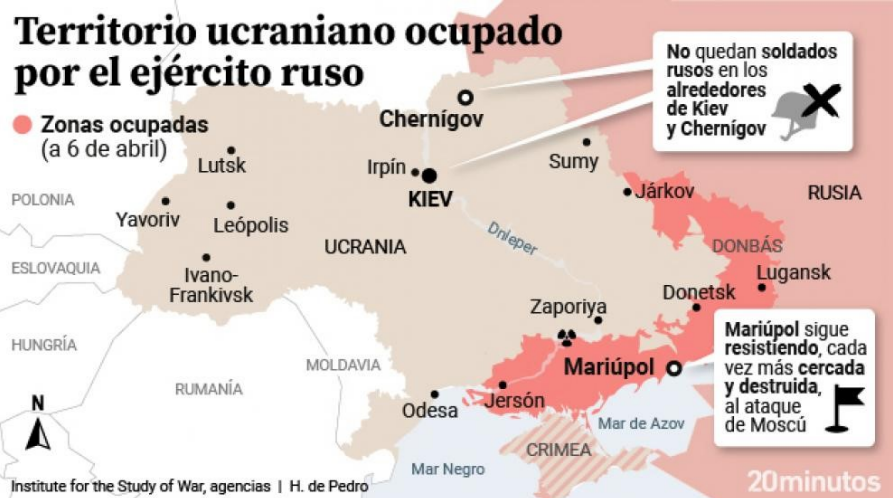 Territorio ucraniano ocupado
por el ejército ruso
Zonas ocupadas
(a 6 de abril)
No quedan soldados
rusos en los
alrededores
de Kiev
y Chernígov
Chernígov
Lutsk
Irpín
KIEV
Sumy
POLONIA
Yavoriv
Leópolis
Járkov
RUSIA
UCRANIA
Dnieper
DONBÁS
ESLOVAQUIA
Ivano-
Frankivsk
Lugansk
Donetsk
Zaporiya
HUNGRÍA
MOLDAVIA
Mariúpol
Mariúpol sigue
resistiendo, cada
vez más cercada
y destruida,
al ataque
de Moscú
RUMANÍA
N
Odesa
Jersón
Mar de Azov
CRIMEA
Mar Negro
Institute for the Study of War, agencias | H. de Pedro
20minutos